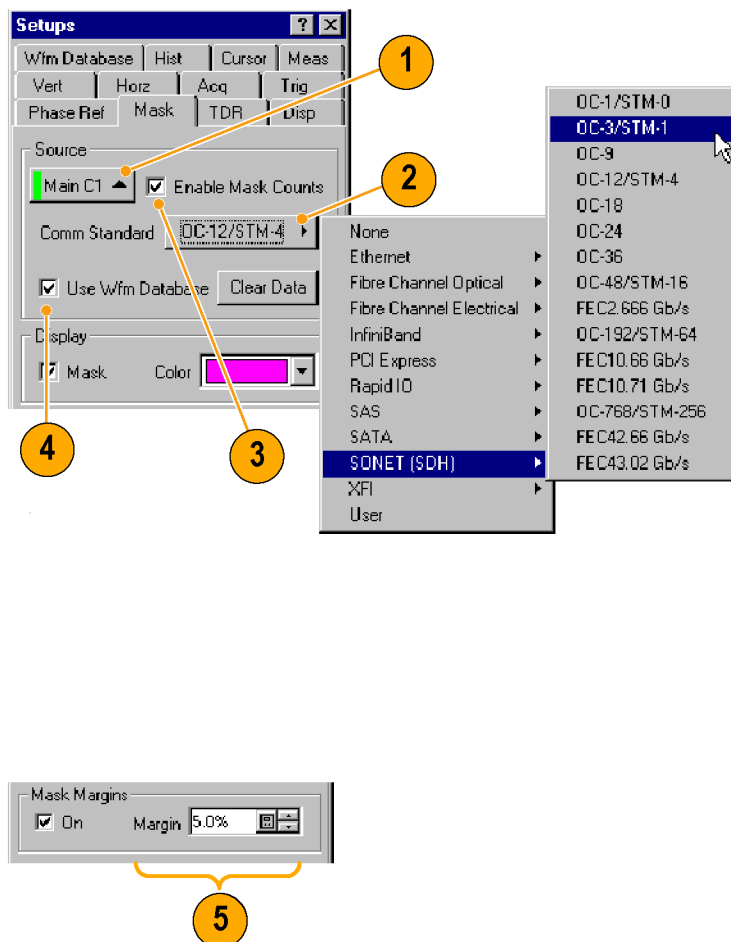 Setups
Wfm Database Hist Cursor Meas
Vert Horz Acq Trig
Phase Ref Mask TDR Disp
1
Source
Main C1 Enable Mask Counts
2
Comm Standard OC-12/STM-4
Use Wfm Database Clear Data
Display
Mask Color
4
3
None
Ethernet
Fibre Channel Optical
Fibre Channel Electrical
InfiniBand
PCI Express
Rapid IO
SAS
SATA
SONET (SDH)
XFI
User
OC-1/STM-0
OC-3/STM-1
OC-9
OC-12/STM-4
OC-18
OC-24
OC-36
OC-48/STM-16
FEC2.666 Gb/s
OC-192/STM-64
FEC10.66 Gb/s
FEC10.71 Gb/s
OC-768/STM-256
FEC42.66 Gb/s
FEC43.02 Gb/s
Mask Margins
On Margin 5.0%
5